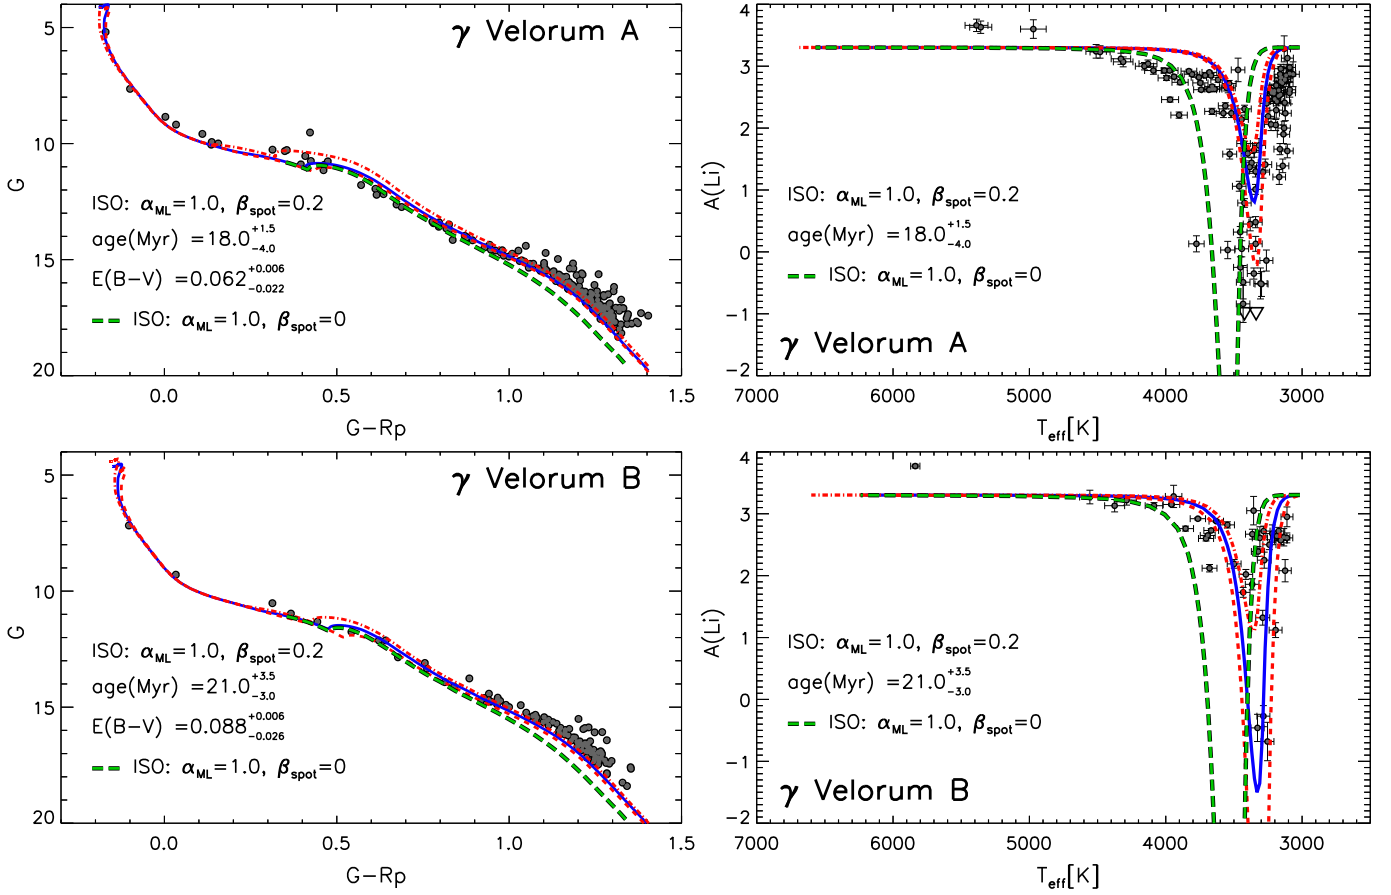 γ Velorum A
5
10
15
20
G
ISO: α_ML=1.0, β_spot=0.2
age(Myr) =18.0 +1.5 −4.0
E(B−V) =0.062 +0.006 −0.022
ISO: α_ML=1.0, β_spot=0
0.0 0.5 1.0 1.5
G−Rp
4
3
2
1
0
−1
−2
A(Li)
ISO: α_ML=1.0, β_spot=0.2
age(Myr) =18.0 +1.5 −4.0
ISO: α_ML=1.0, β_spot=0
γ Velorum A
7000 6000 5000 4000 3000
T_eff[K]
γ Velorum B
5
10
15
20
G
ISO: α_ML=1.0, β_spot=0.2
age(Myr) =21.0 +3.5 −3.0
E(B−V) =0.088 +0.006 −0.026
ISO: α_ML=1.0, β_spot=0
0.0 0.5 1.0 1.5
G−Rp
4
3
2
1
0
−1
−2
A(Li)
ISO: α_ML=1.0, β_spot=0.2
age(Myr) =21.0 +3.5 −3.0
ISO: α_ML=1.0, β_spot=0
γ Velorum B
7000 6000 5000 4000 3000
T_eff[K]